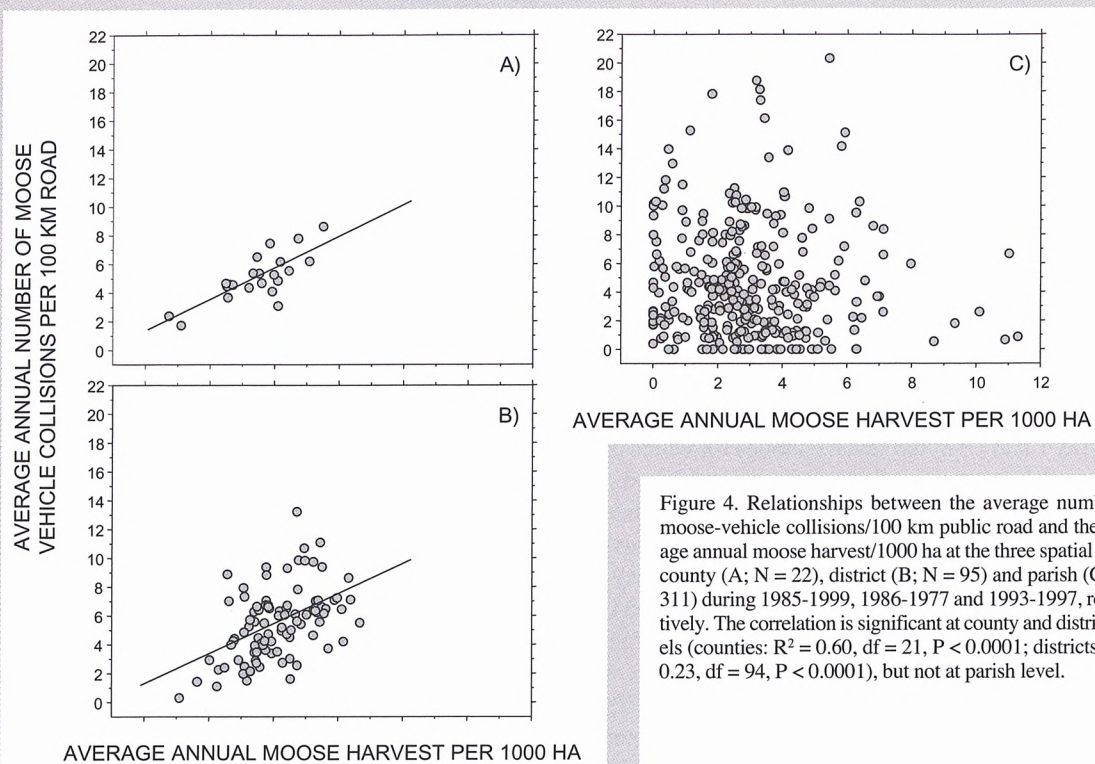 AVERAGE ANNUAL NUMBER OF MOOSE
VEHICLE COLLISIONS PER 100 KM ROAD
22
20
18
16
14
12
10
8
6
4
2
0
A)
22
20
18
16
14
12
10
8
6
4
2
0
B)
AVERAGE ANNUAL MOOSE HARVEST PER 1000 HA
22
20
18
16
14
12
10
8
6
4
2
0
C)
0 2 4 6 8 10 12
AVERAGE ANNUAL MOOSE HARVEST PER 1000 HA
Figure 4. Relationships between the average num
moose-vehicle collisions/100 km public road and the
age annual moose harvest/1000 ha at the three spatial
county (A; N = 22), district (B; N = 95) and parish (C
311) during 1985-1999, 1986-1977 and 1993-1997, re
tively. The correlation is significant at county and distri
els (counties: R² = 0.60, df = 21, P < 0.0001; districts
0.23, df = 94, P < 0.0001), but not at parish level.